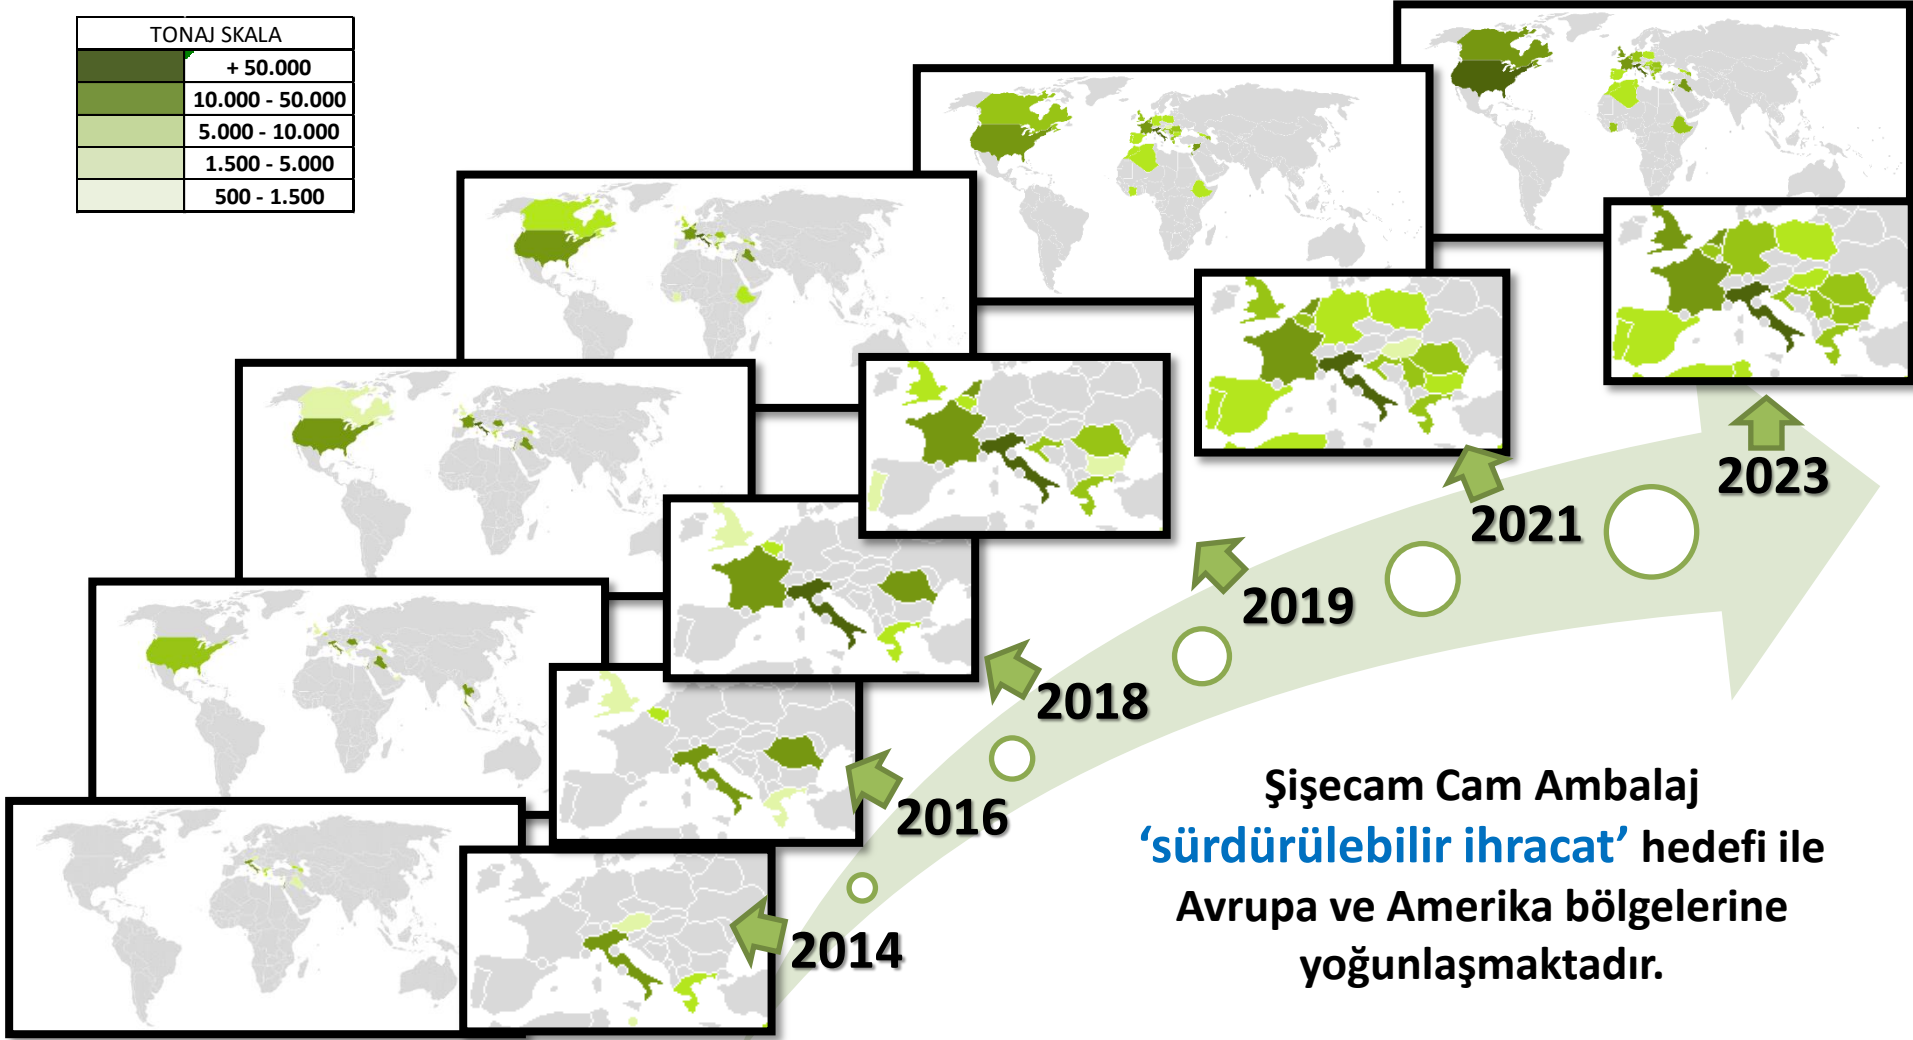 TONAJ SKALA
+ 50.000
10.000 - 50.000
5.000 - 10.000
1.500 - 5.000
500 - 1.500
2023
2021
2019
2018
2016
2014
Şişecam Cam Ambalaj
‘sürdürülebilir ihracat’ hedefi ile
Avrupa ve Amerika bölgelerine
yoğunlaşmaktadır.